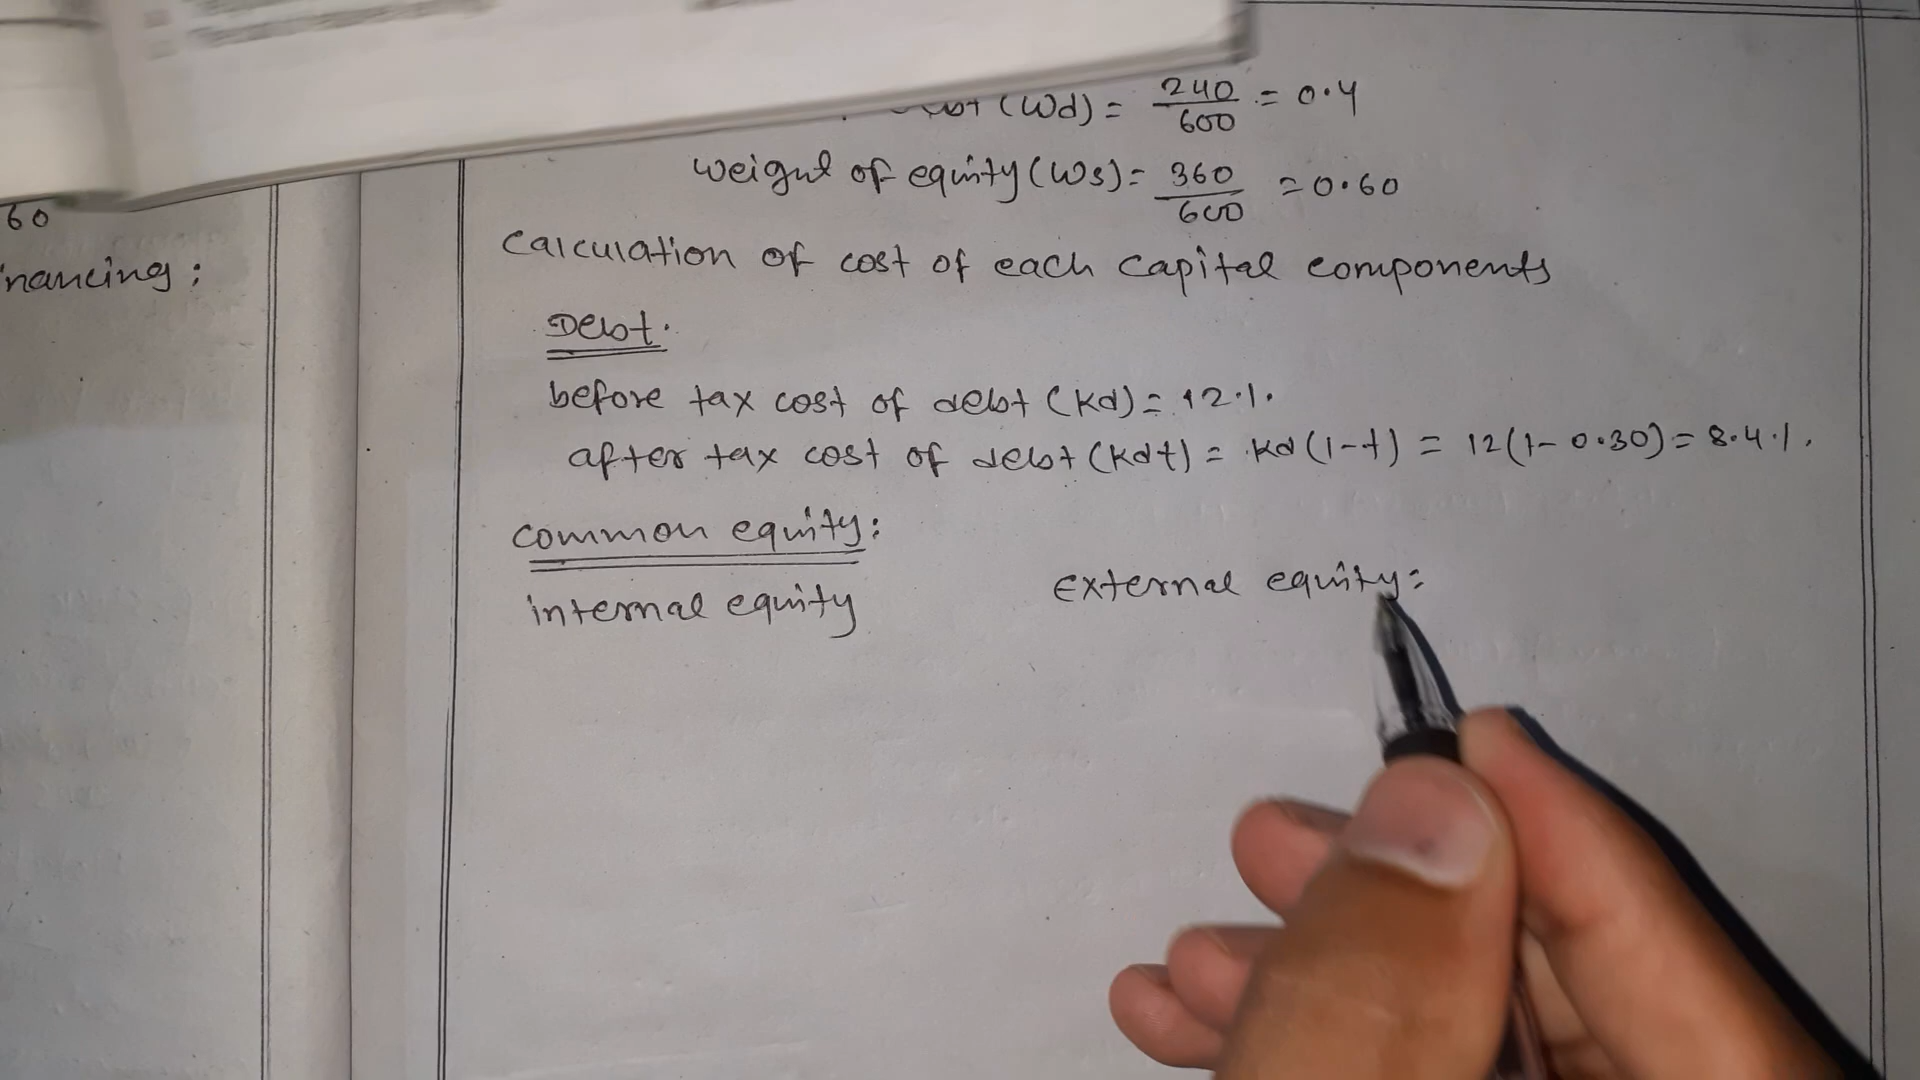 (Wd) = 240/600 = 0.4
weight of equity (Ws) = 360/600 = 0.60
60
calculation of cost of each capital components
nancing:
Debt.
before tax cost of debt (Kd) = 12%.
after tax cost of debt (Kdt) = Kd (1-t) = 12(1-0.30) = 8.4%.
common equity:
internal equity
External equity: